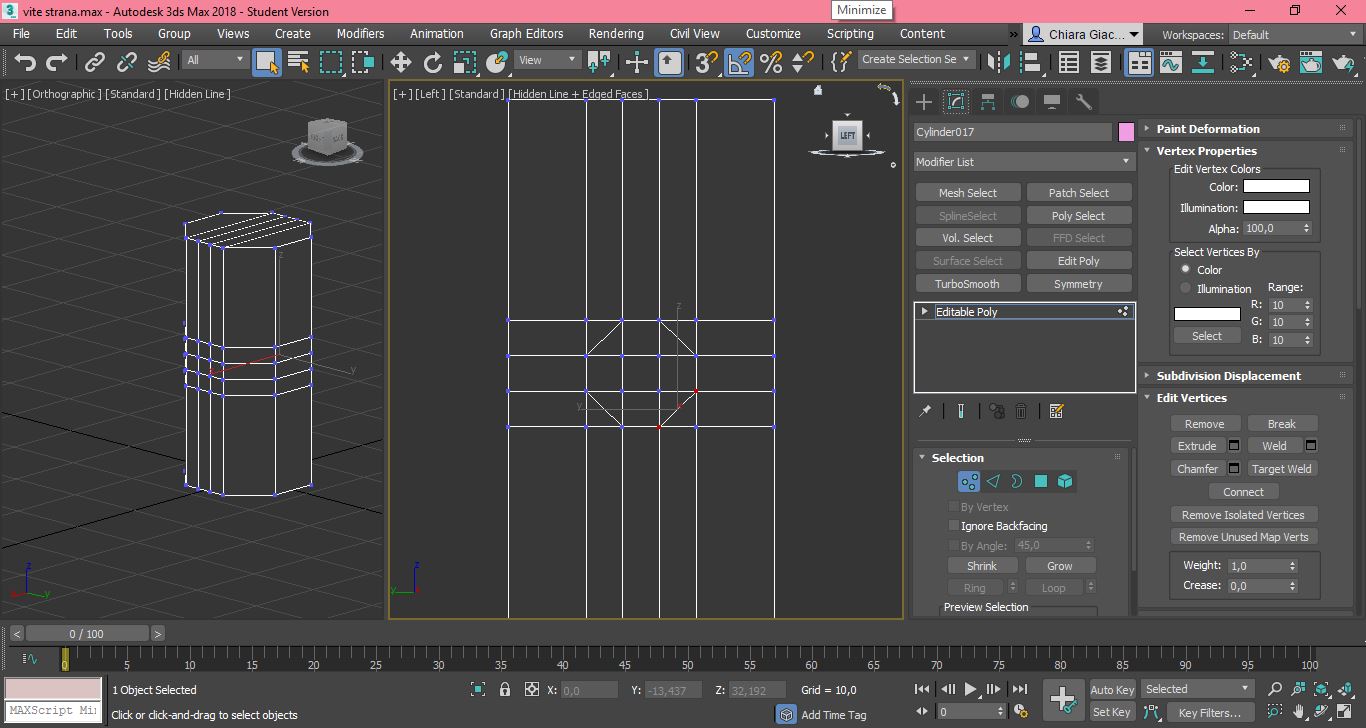 vite strana.max - Autodesk 3ds Max 2018 - Student Version
Minimize
File Edit Tools Group Views Create Modifiers Animation Graph Editors Rendering Civil View Customize Scripting Content » Chiara Giac... Workspaces: Default
All View Create Selection Se
[+] [Orthographic] [Standard] [Hidden Line]
[+] [Left] [Standard] [Hidden Line + Edged Faces]
LEFT
z
y
z
y
z
x
y
z
y
Cylinder017
Modifier List
Mesh Select Patch Select
SplineSelect Poly Select
Vol. Select FFD Select
Surface Select Edit Poly
TurboSmooth Symmetry
Editable Poly
Selection
By Vertex
Ignore Backfacing
By Angle: 45,0
Shrink Grow
Ring Loop
Preview Selection
Paint Deformation
Vertex Properties
Edit Vertex Colors
Color:
Illumination:
Alpha: 100,0
Select Vertices By
Color
Illumination Range:
R: 10
G: 10
Select B: 10
Subdivision Displacement
Edit Vertices
Remove Break
Extrude Weld
Chamfer Target Weld
Connect
Remove Isolated Vertices
Remove Unused Map Verts
Weight: 1,0
Crease: 0,0
< 0 / 100 >
0 5 10 15 20 25 30 35 40 45 50 55 60 65 70 75 80 85 90 95 100
1 Object Selected X: 0,0 Y: -13,437 Z: 32,192 Grid = 10,0 Auto Key Selected
MAXScript Mi Click or click-and-drag to select objects Add Time Tag 0 Set Key Key Filters...